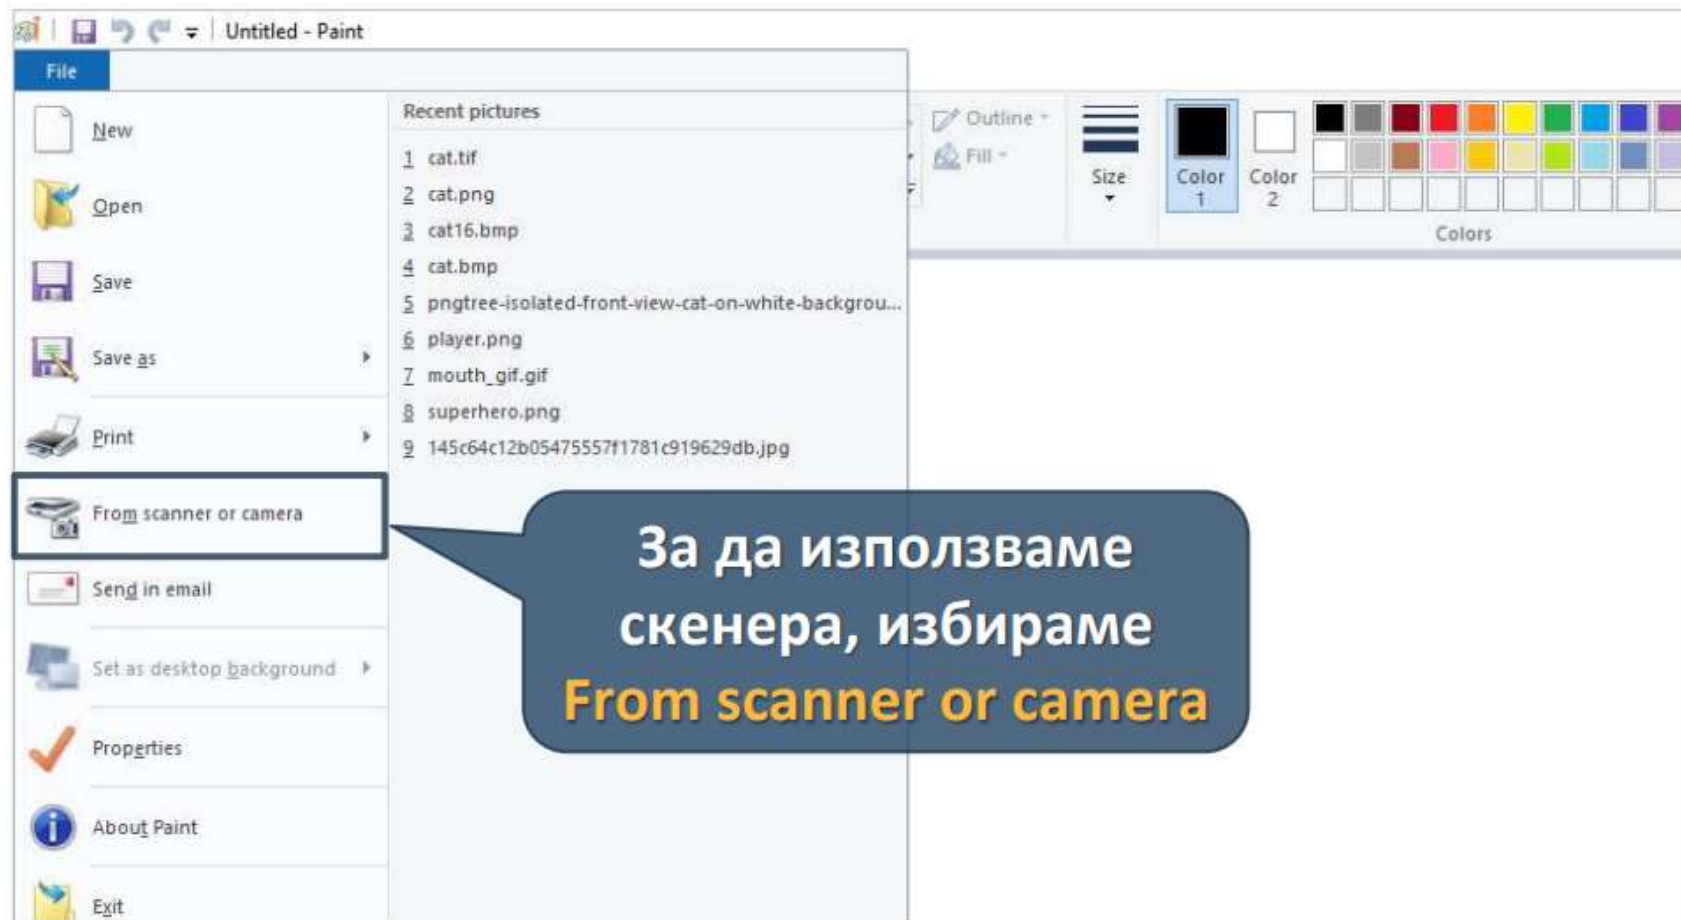 Untitled - Paint
File
New
Open
Save
Save as
Print
From scanner or camera
Send in email
Set as desktop background
Properties
About Paint
Exit
Recent pictures
1 cat.tif
2 cat.png
3 cat16.bmp
4 cat.bmp
5 pngtree-isolated-front-view-cat-on-white-backgrou...
6 player.png
7 mouth_gif.gif
8 superhero.png
9 145c64c12b05475557f1781c919629db.jpg
Outline
Fill
Size
Color
1
Color
2
Colors
За да използваме
скенера, избираме
From scanner or camera